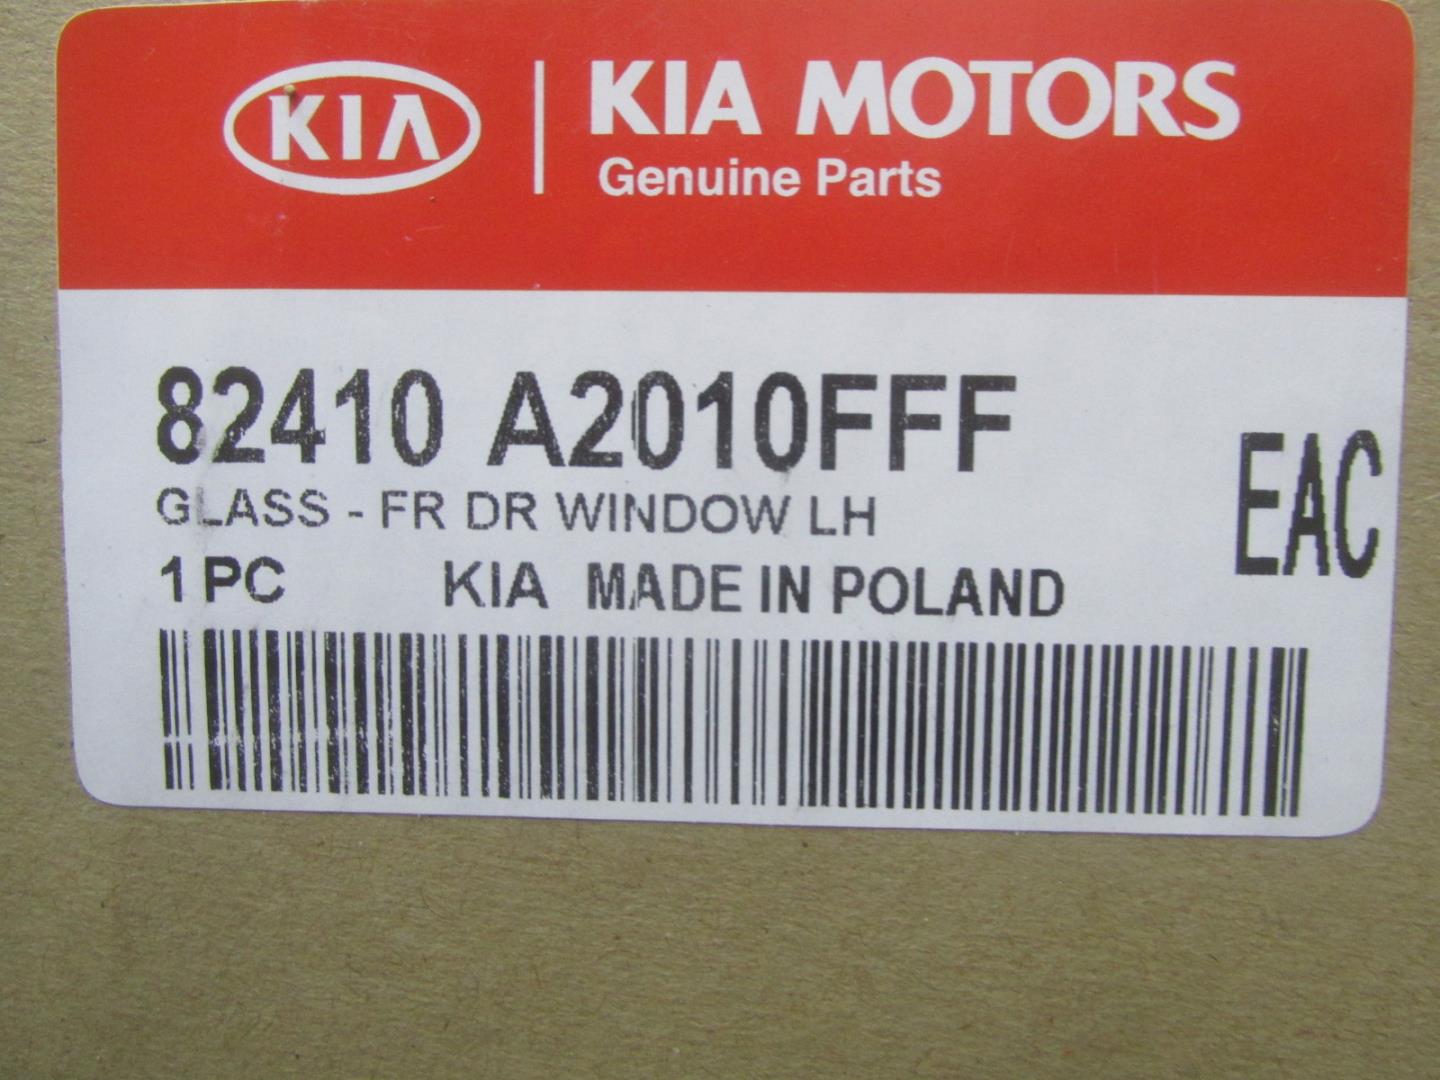 KIA
KIA MOTORS
Genuine Parts
82410 A2010FFF
GLASS - FR DR WINDOW LH
EAC
1 PC KIA MADE IN POLAND